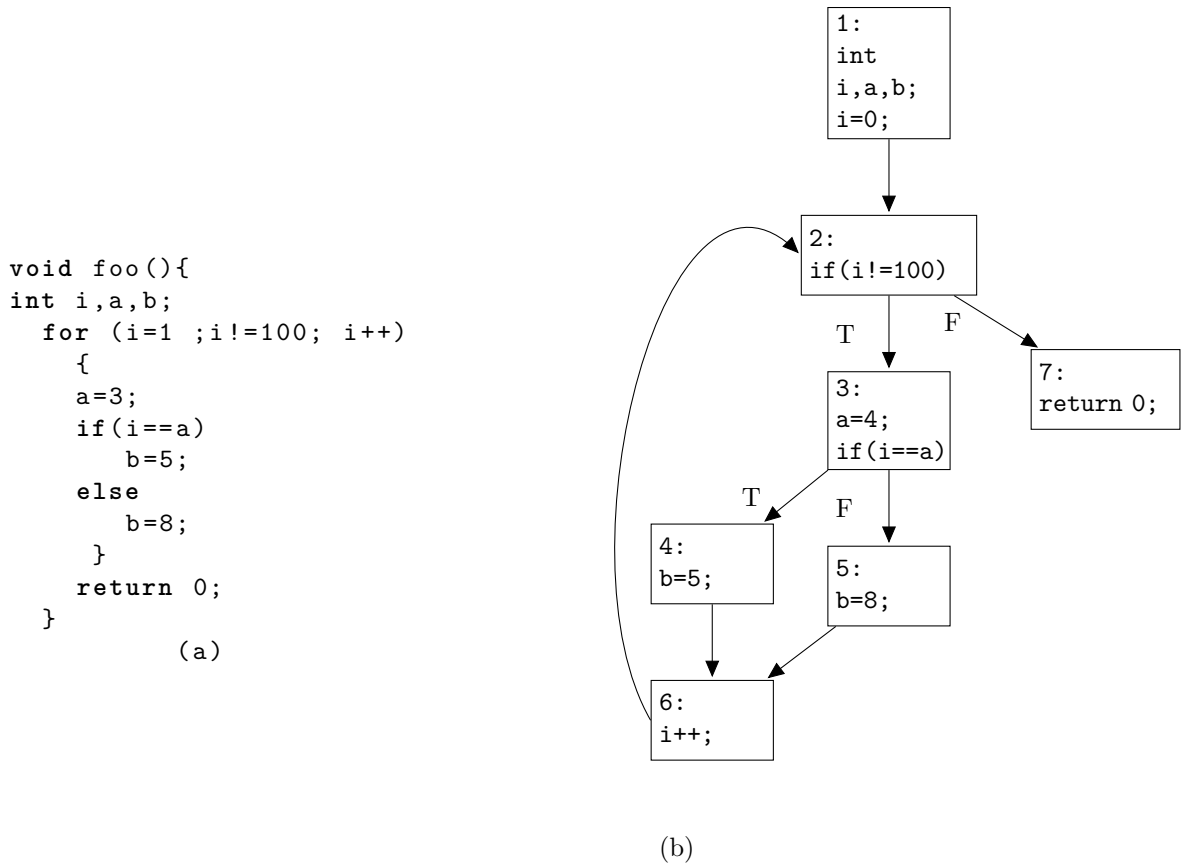 void foo(){
int i,a,b;
for (i=1 ;i!=100; i++)
{
a=3;
if(i==a)
b=5;
else
b=8;
}
return 0;
}
(a)
1:
int
i,a,b;
i=0;
2:
if(i!=100)
T
F
3:
a=4;
if(i==a)
7:
return 0;
T
F
4:
b=5;
5:
b=8;
6:
i++;
(b)